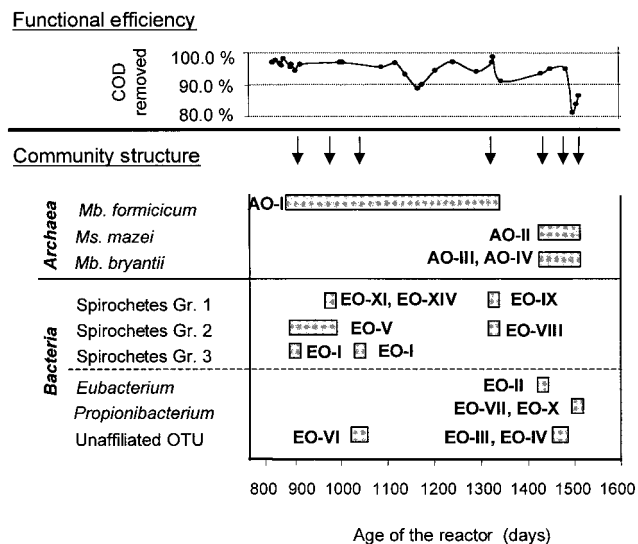 Functional efficiency
COD removed
100.0 %
90.0 %
80.0 %
Community structure
Archaea
Mb. formicicum AO-I
Ms. mazei AO-II
Mb. bryantii AO-III, AO-IV
Bacteria
Spirochetes Gr. 1 EO-XI, EO-XIV EO-IX
Spirochetes Gr. 2 EO-V EO-VIII
Spirochetes Gr. 3 EO-I EO-I
Eubacterium EO-II
Propionibacterium EO-VII, EO-X
Unaffiliated OTU EO-VI EO-III, EO-IV
800 900 1000 1100 1200 1300 1400 1500 1600
Age of the reactor (days)